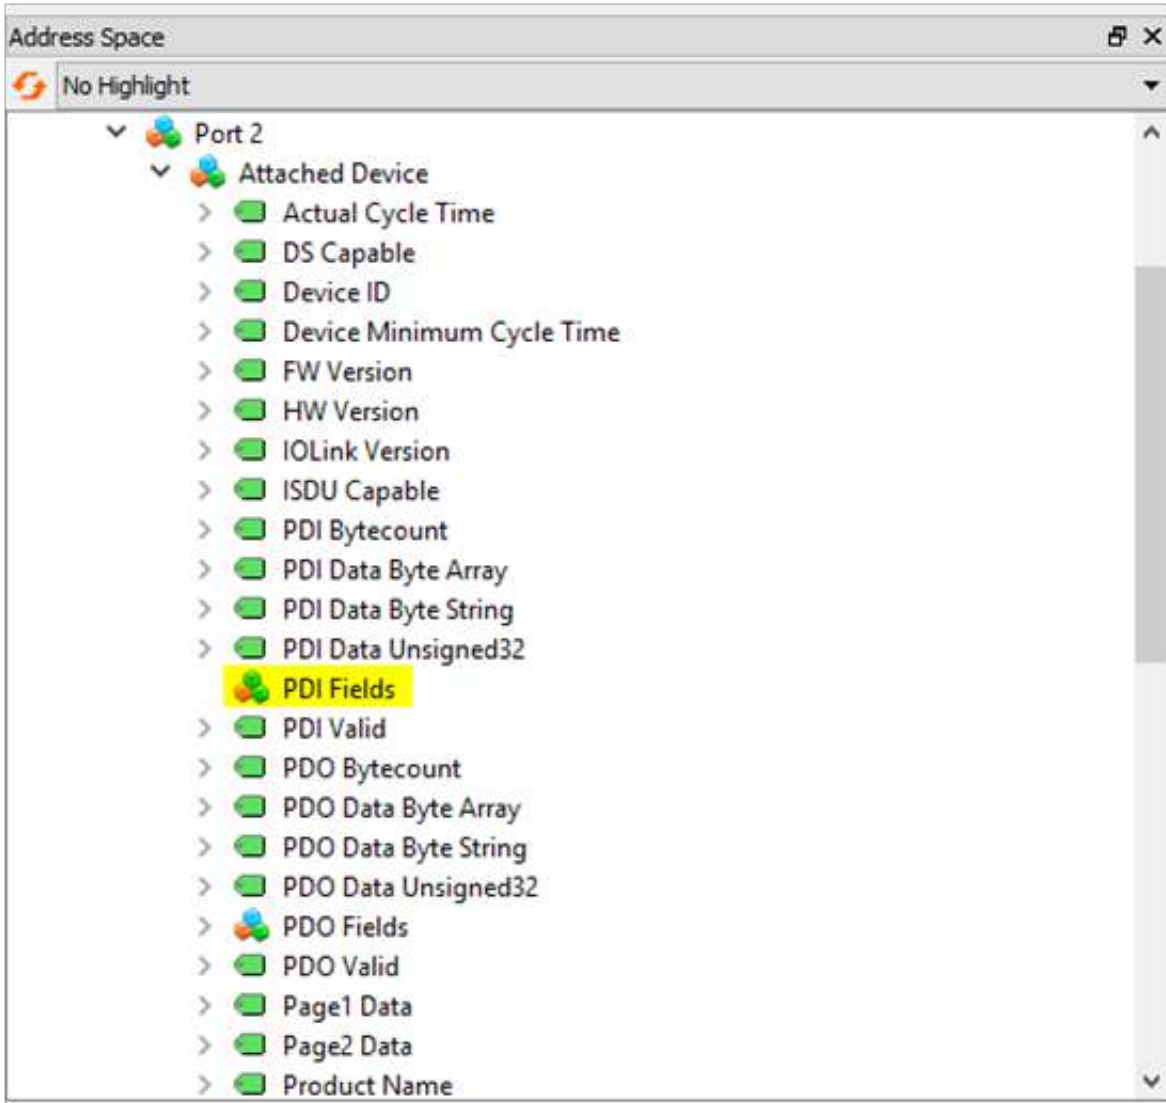 Address Space
No Highlight
Port 2
Attached Device
Actual Cycle Time
DS Capable
Device ID
Device Minimum Cycle Time
FW Version
HW Version
IOLink Version
ISDU Capable
PDI Bytecount
PDI Data Byte Array
PDI Data Byte String
PDI Data Unsigned32
PDI Fields
PDI Valid
PDO Bytecount
PDO Data Byte Array
PDO Data Byte String
PDO Data Unsigned32
PDO Fields
PDO Valid
Page1 Data
Page2 Data
Product Name